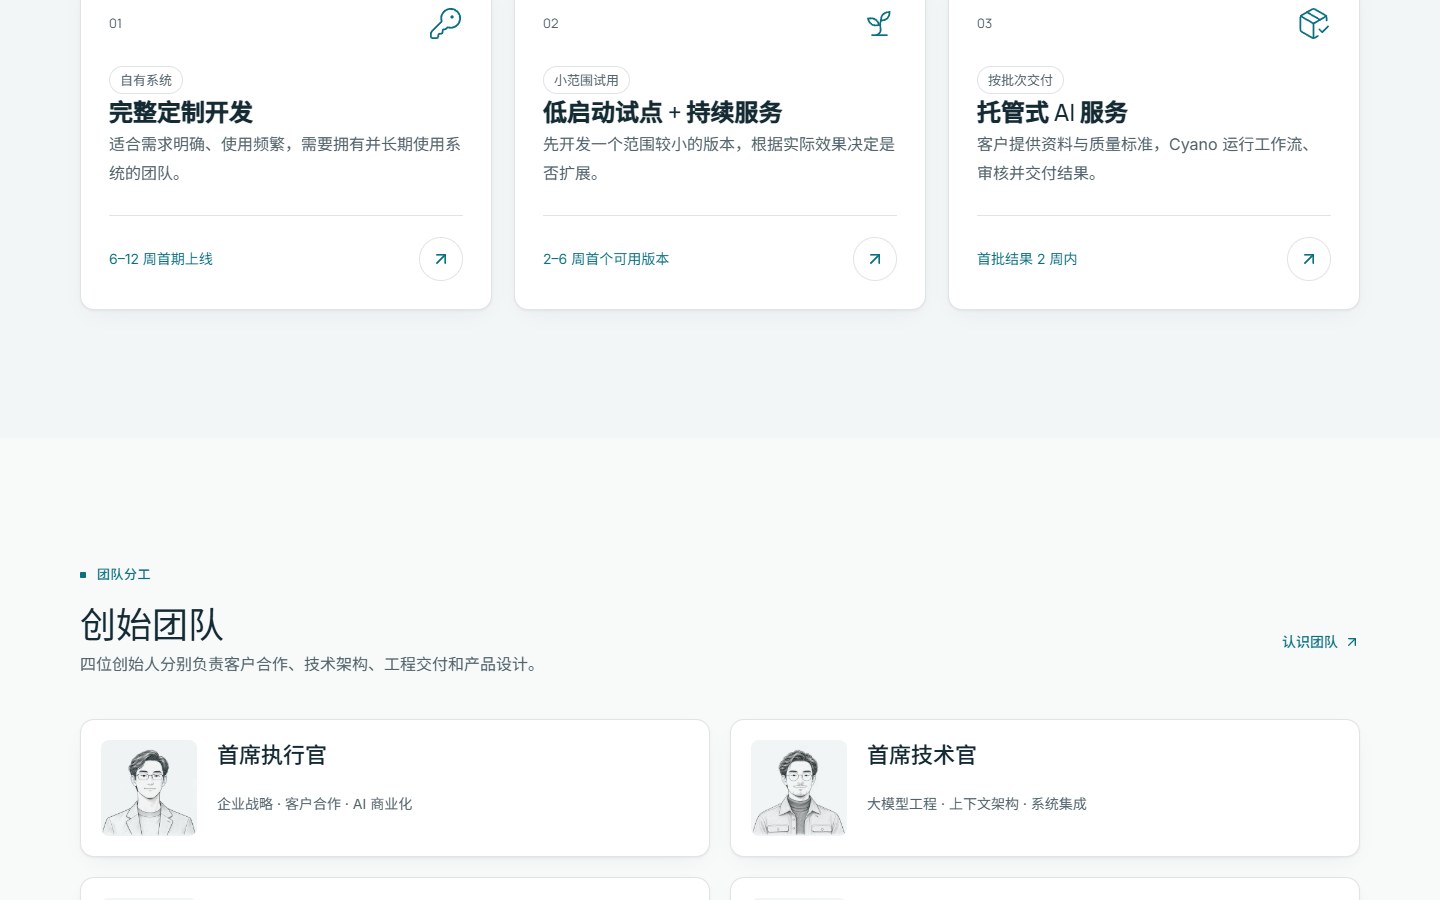 01
自有系统
完整定制开发
适合需求明确、使用频繁，需要拥有并长期使用系
统的团队。
6–12 周首期上线
02
小范围试用
低启动试点 + 持续服务
先开发一个范围较小的版本，根据实际效果决定是
否扩展。
2–6 周首个可用版本
03
按批次交付
托管式 AI 服务
客户提供资料与质量标准，Cyano 运行工作流、
审核并交付结果。
首批结果 2 周内
团队分工
创始团队
四位创始人分别负责客户合作、技术架构、工程交付和产品设计。
认识团队
首席执行官
企业战略 · 客户合作 · AI 商业化
首席技术官
大模型工程 · 上下文架构 · 系统集成